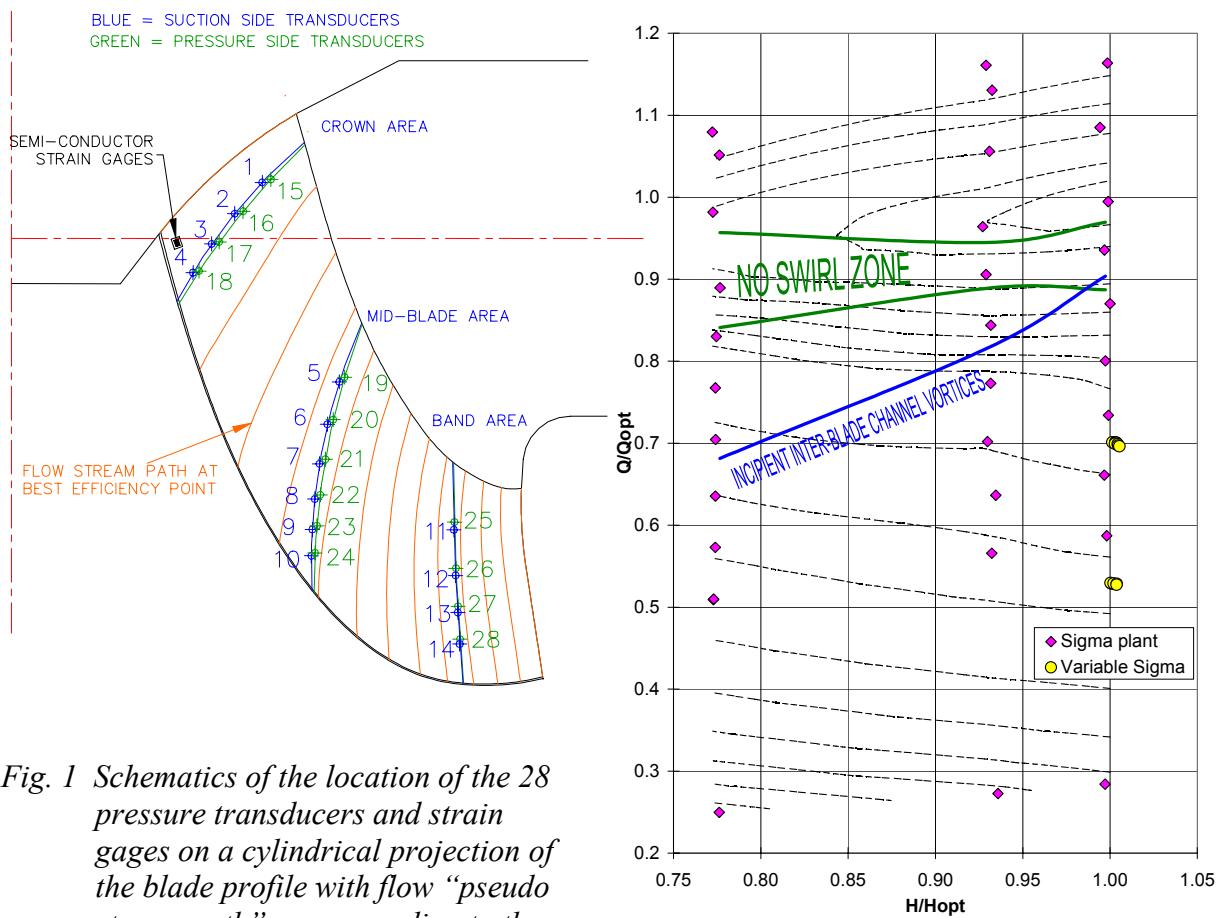 BLUE = SUCTION SIDE TRANSDUCERS
GREEN = PRESSURE SIDE TRANSDUCERS
SEMI-CONDUCTOR
STRAIN GAGES
CROWN AREA
1
2
3
4
15
16
17
18
MID-BLADE AREA
5
6
7
8
9
10
19
20
21
22
23
24
BAND AREA
11
12
13
14
25
26
27
28
FLOW STREAM PATH AT
BEST EFFICIENCY POINT
Fig. 1 Schematics of the location of the 28
pressure transducers and strain
gages on a cylindrical projection of
the blade profile with flow “pseudo
1.2
1.1
1.0
0.9
0.8
0.7
0.6
0.5
0.4
0.3
0.2
Q/Qopt
NO SWIRL ZONE
INCIPIENT INTER-BLADE CHANNEL VORTICES
Sigma plant
Variable Sigma
0.75 0.80 0.85 0.90 0.95 1.00 1.05
H/Hopt